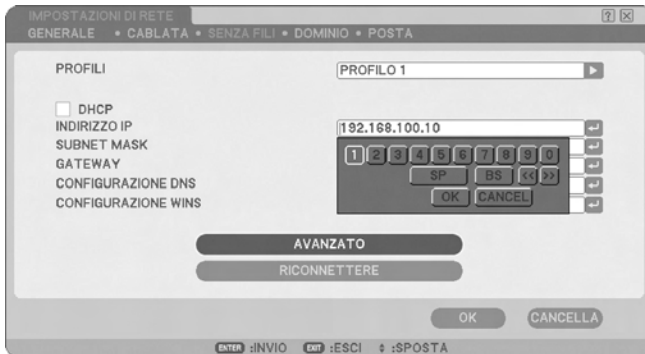 IMPOSTAZIONI DI RETE
GENERALE • CABLATA • SENZA FILI • DOMINIO • POSTA
PROFILI PROFILO 1
DHCP
INDIRIZZO IP 192.168.100.10
SUBNET MASK
GATEWAY
CONFIGURAZIONE DNS
CONFIGURAZIONE WINS
1 2 3 4 5 6 7 8 9 0
SP BS << >>
OK CANCEL
AVANZATO
RICONNETTERE
OK CANCELLA
ENTER :INVIO EXIT :ESCI :SPOSTA